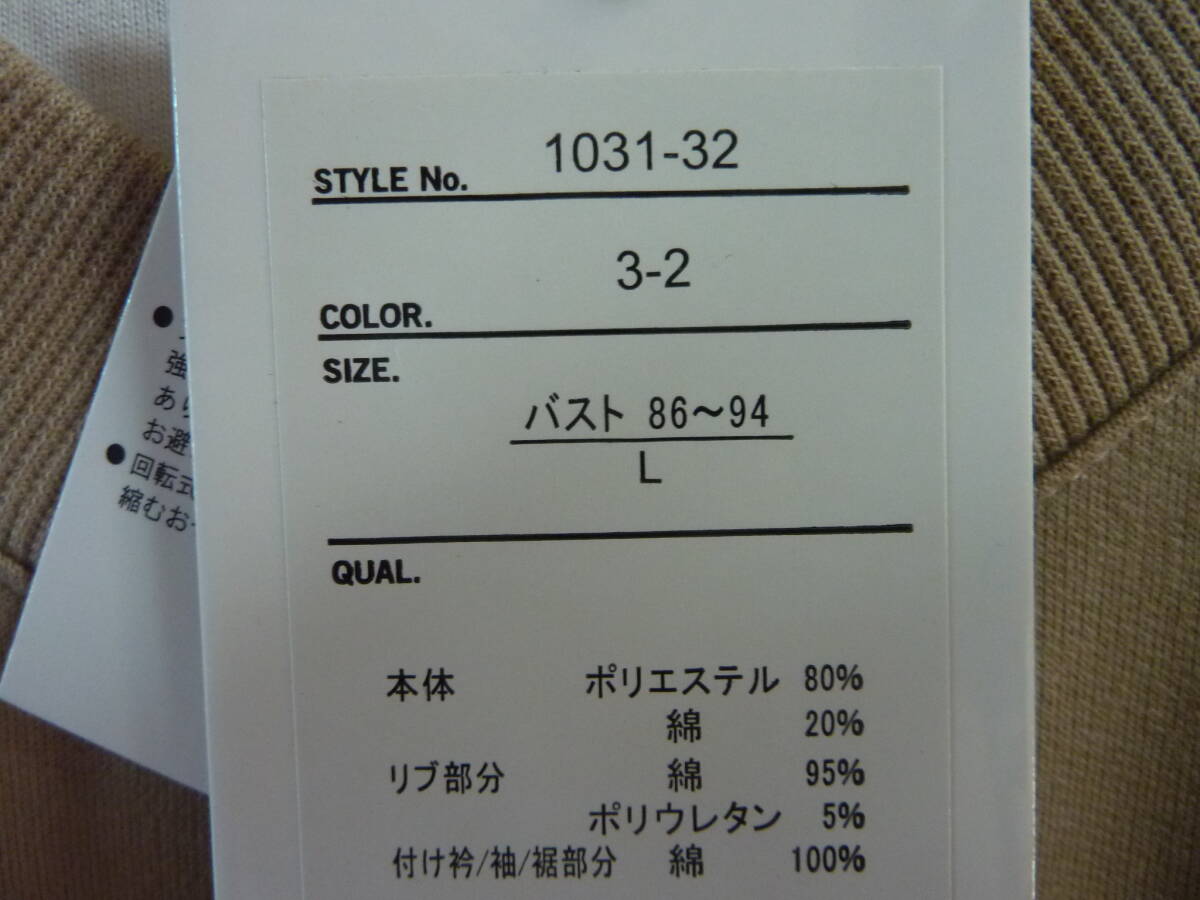 1031-32
STYLE No.
3-2
COLOR.
SIZE.
バスト 86～94
L
QUAL.
本体 ポリエステル 80%
綿 20%
リブ部分 綿 95%
ポリウレタン 5%
付け衿/袖/裾部分 綿 100%
強
あら
お避
● 回転式
縮むお